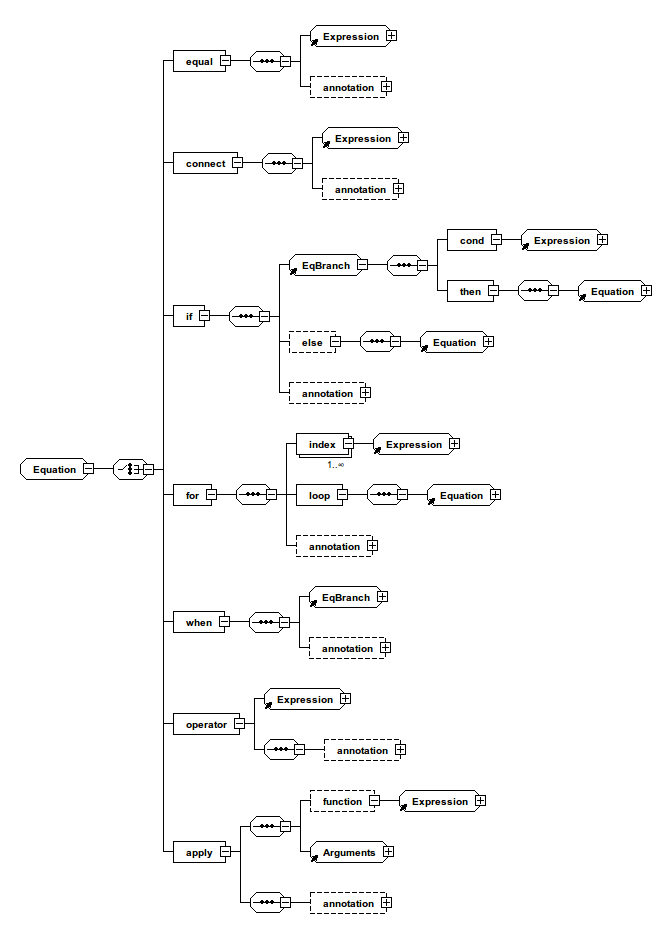 Expression
equal
annotation
Expression
connect
annotation
cond
Expression
EqBranch
then
Equation
if
else
Equation
annotation
index
Expression
1..∞
Equation
for
loop
Equation
annotation
EqBranch
when
annotation
Expression
operator
annotation
function
Expression
apply
Arguments
annotation